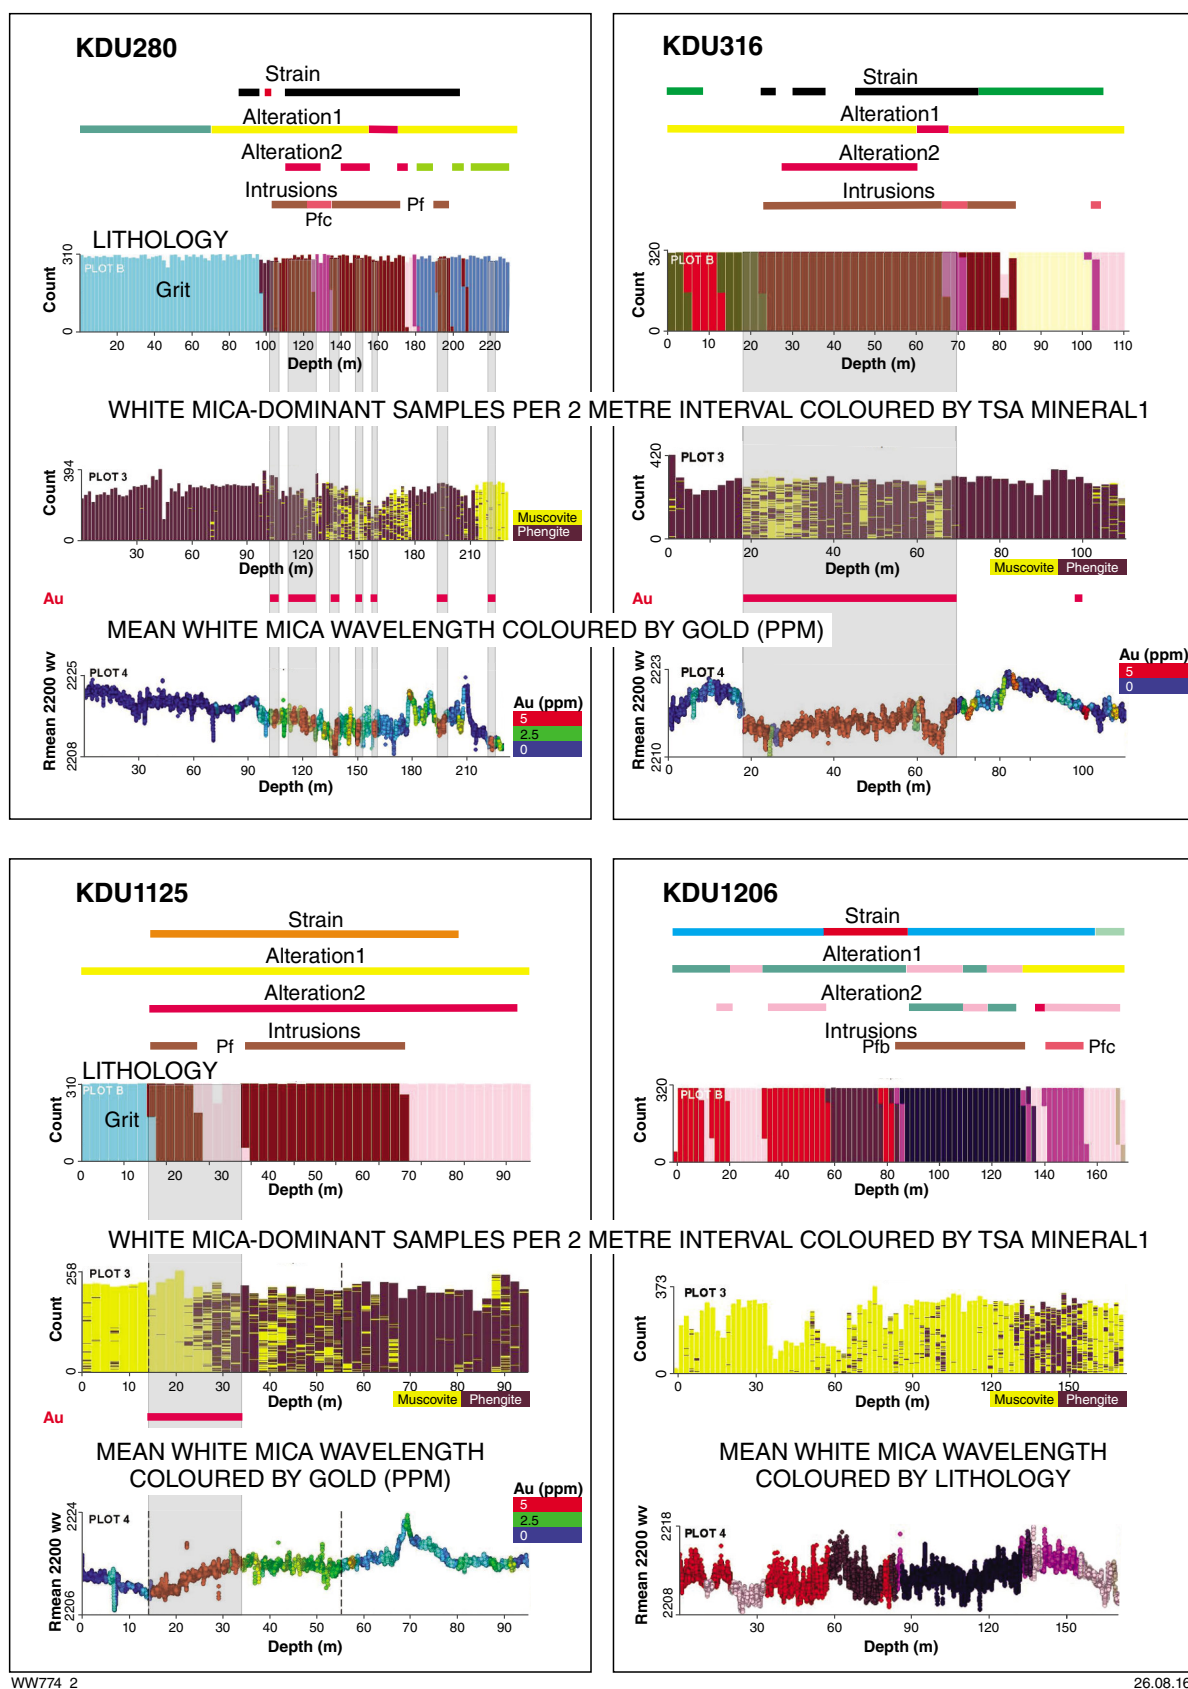 KDU280
Strain
Alteration1
Alteration2
Intrusions
Pf
Pfc
LITHOLOGY
PLOT B
Grit
Count
310
0
20 40 60 80 100 120 140 160 180 200 220
Depth (m)
KDU316
Strain
Alteration1
Alteration2
Intrusions
PLOT B
Count
320
0
0 10 20 30 40 50 60 70 80 90 100 110
Depth (m)
WHITE MICA-DOMINANT SAMPLES PER 2 METRE INTERVAL COLOURED BY TSA MINERAL1
PLOT 3
Count
394
0
30 60 90 120 150 180 210
Depth (m)
Muscovite
Phengite
Au
PLOT 3
Count
420
0
0 20 40 60 80 100
Depth (m)
Muscovite Phengite
Au
MEAN WHITE MICA WAVELENGTH COLOURED BY GOLD (PPM)
PLOT 4
Rmean 2200 wv
2225
2208
30 60 90 120 150 180 210
Depth (m)
Au (ppm)
5
2.5
0
PLOT 4
Rmean 2200 wv
2223
2210
0 20 40 60 80 100
Depth (m)
Au (ppm)
5
0
KDU1125
Strain
Alteration1
Alteration2
Intrusions
Pf
LITHOLOGY
PLOT B
Grit
Count
310
0
0 10 20 30 40 50 60 70 80 90
Depth (m)
KDU1206
Strain
Alteration1
Alteration2
Intrusions
Pfb
Pfc
PLOT B
Count
320
0
0 20 40 60 80 100 120 140 160
Depth (m)
WHITE MICA-DOMINANT SAMPLES PER 2 METRE INTERVAL COLOURED BY TSA MINERAL1
PLOT 3
Count
258
0
0 10 20 30 40 50 60 70 80 90
Depth (m)
Muscovite Phengite
Au
PLOT 3
Count
373
0
0 30 60 90 120 150
Depth (m)
Muscovite Phengite
MEAN WHITE MICA WAVELENGTH
COLOURED BY GOLD (PPM)
PLOT 4
Rmean 2200 wv
2224
2206
0 10 20 30 40 50 60 70 80 90
Depth (m)
Au (ppm)
5
2.5
0
MEAN WHITE MICA WAVELENGTH
COLOURED BY LITHOLOGY
PLOT 4
Rmean 2200 wv
2218
2208
30 60 90 120 150
Depth (m)
WW774_2
26.08.16